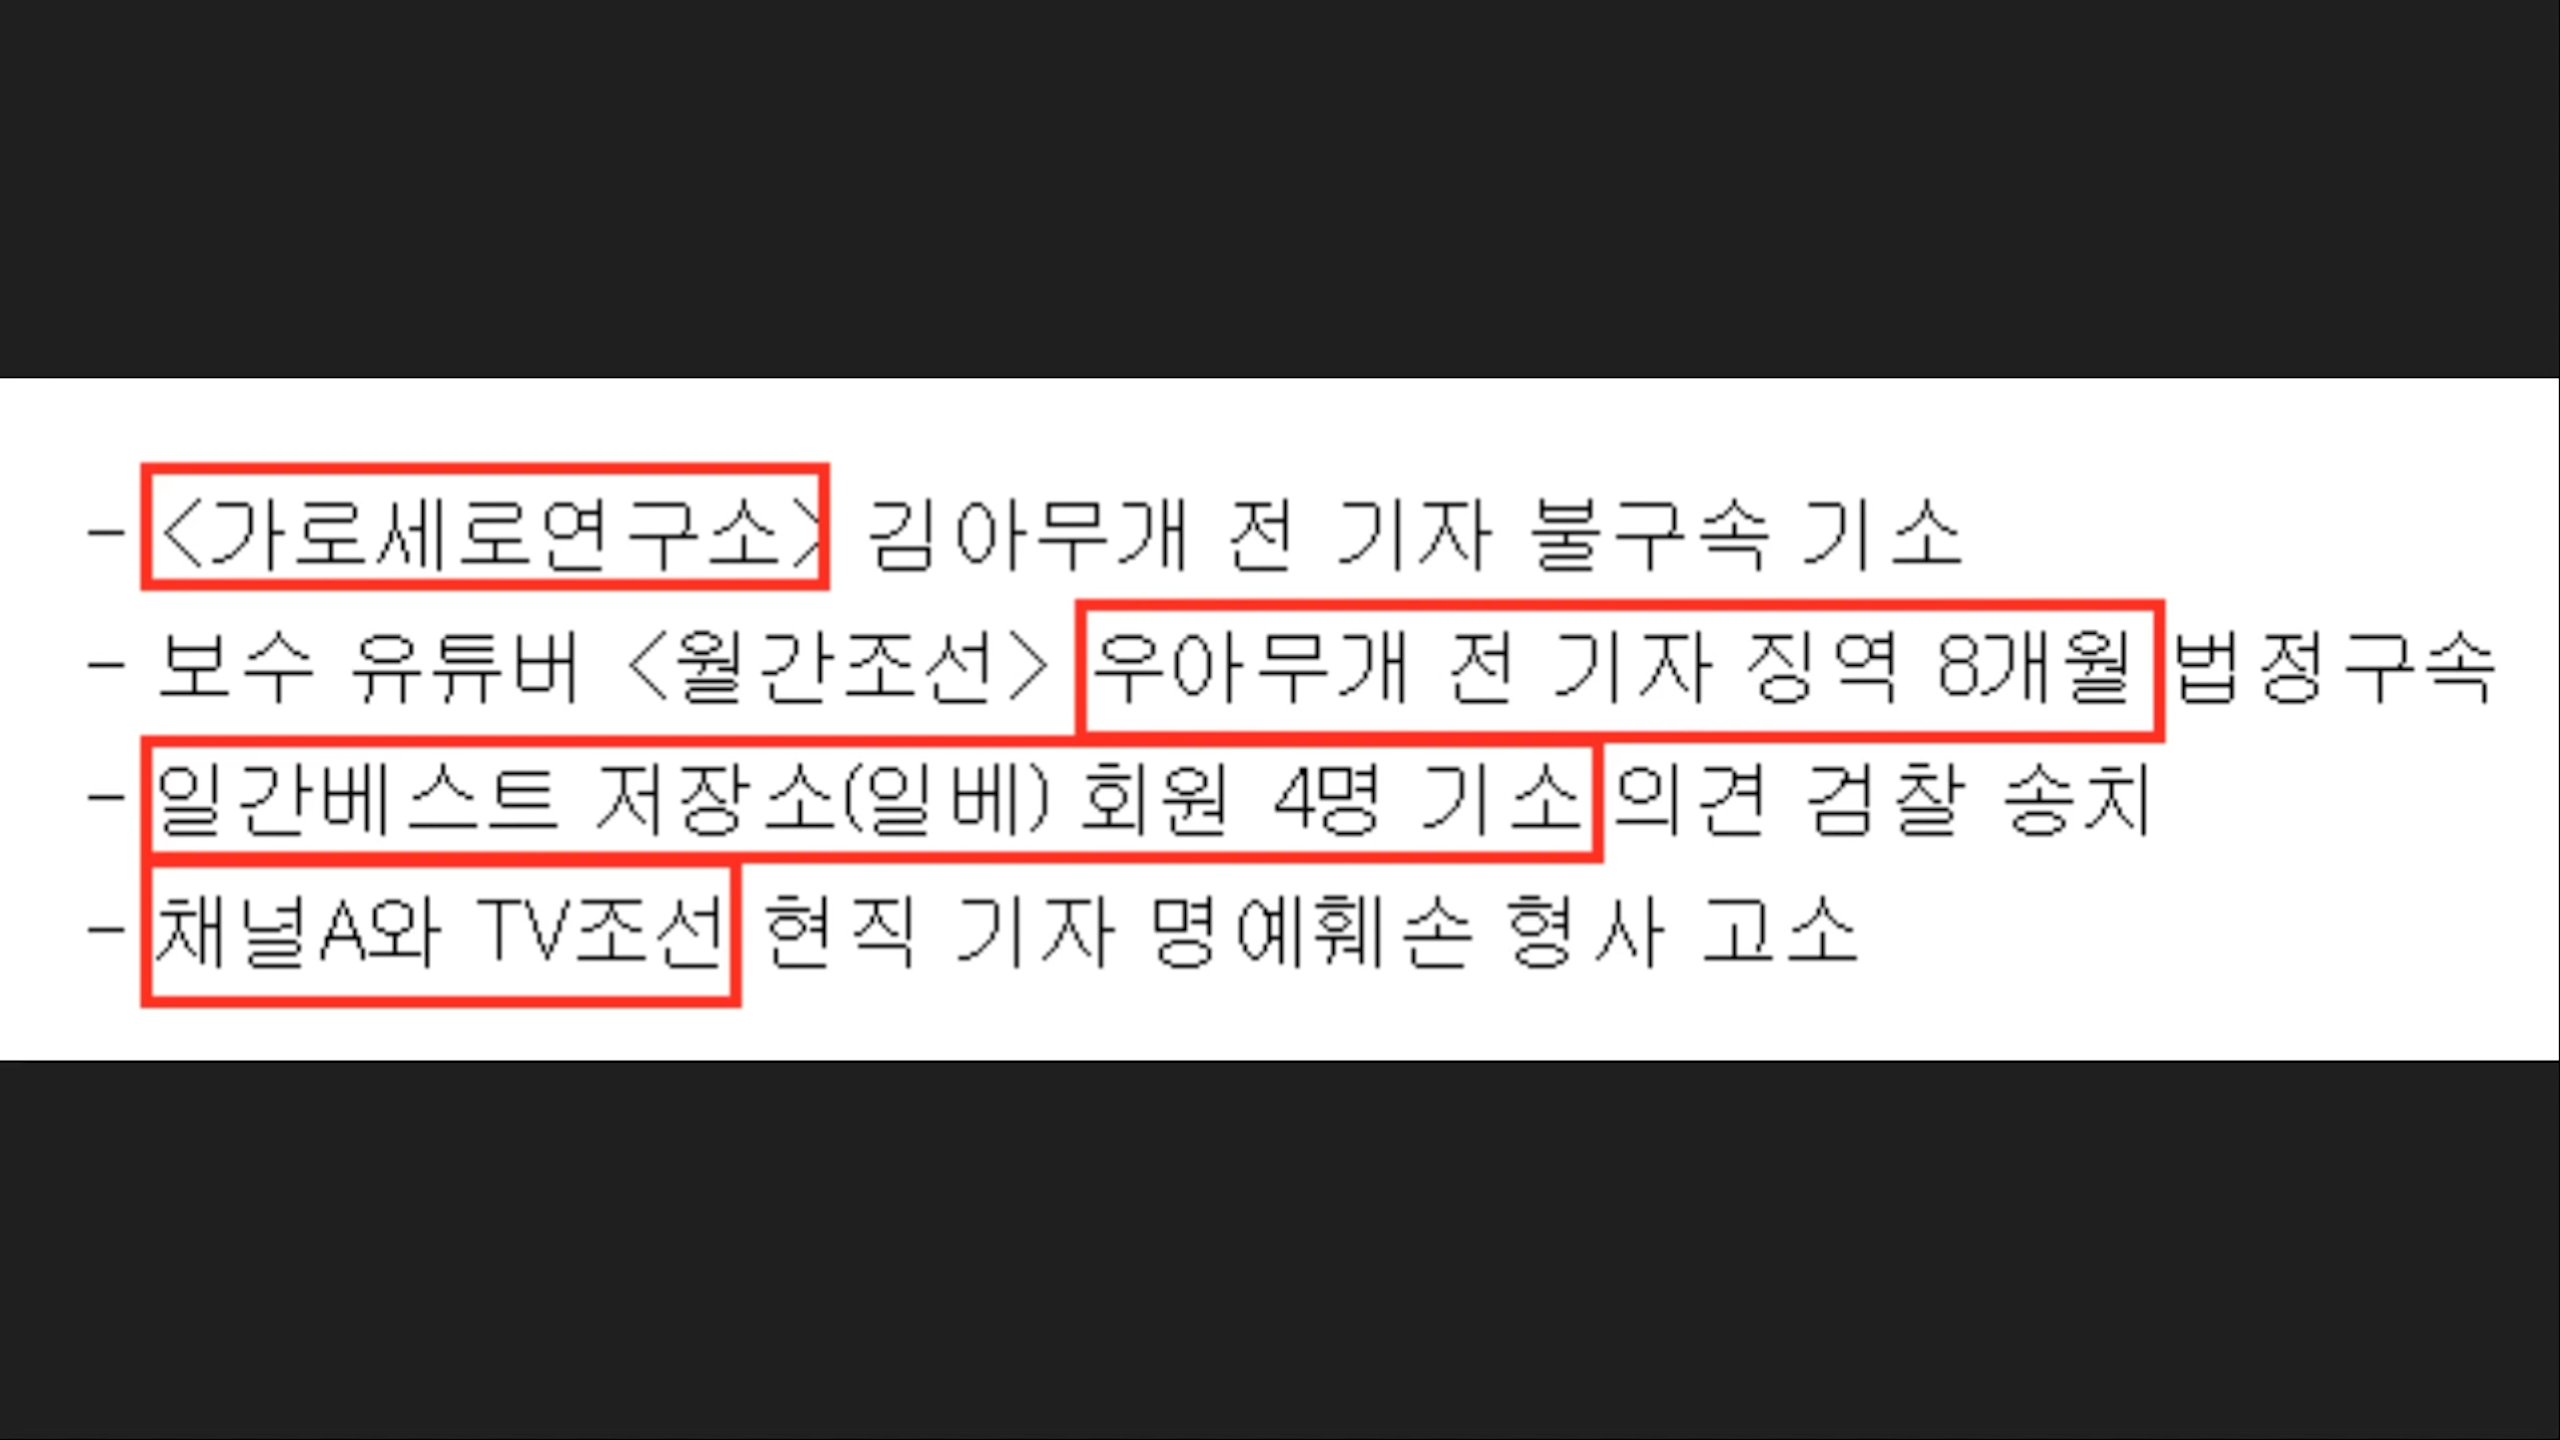 - <가로세로연구소> 김아무개 전 기자 불구속 기소
- 보수 유튜버 <월간조선> 우아무개 전 기자 징역 8개월 법정구속
- 일간베스트 저장소(일베) 회원 4명 기소 의견 검찰 송치
- 채널A와 TV조선 현직 기자 명예훼손 형사 고소